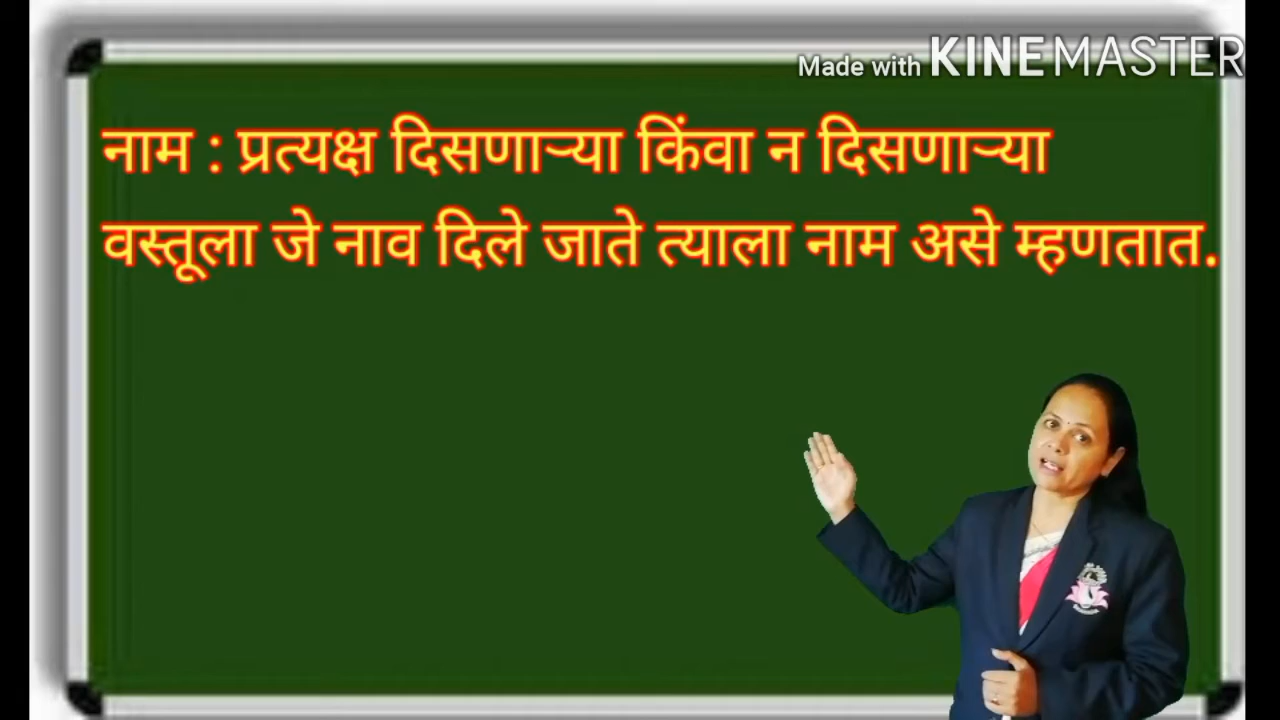 Made with KINEMASTER
नाम : प्रत्यक्ष दिसणाऱ्या किंवा न दिसणाऱ्या
वस्तूला जे नाव दिले जाते त्याला नाम असे म्हणतात.